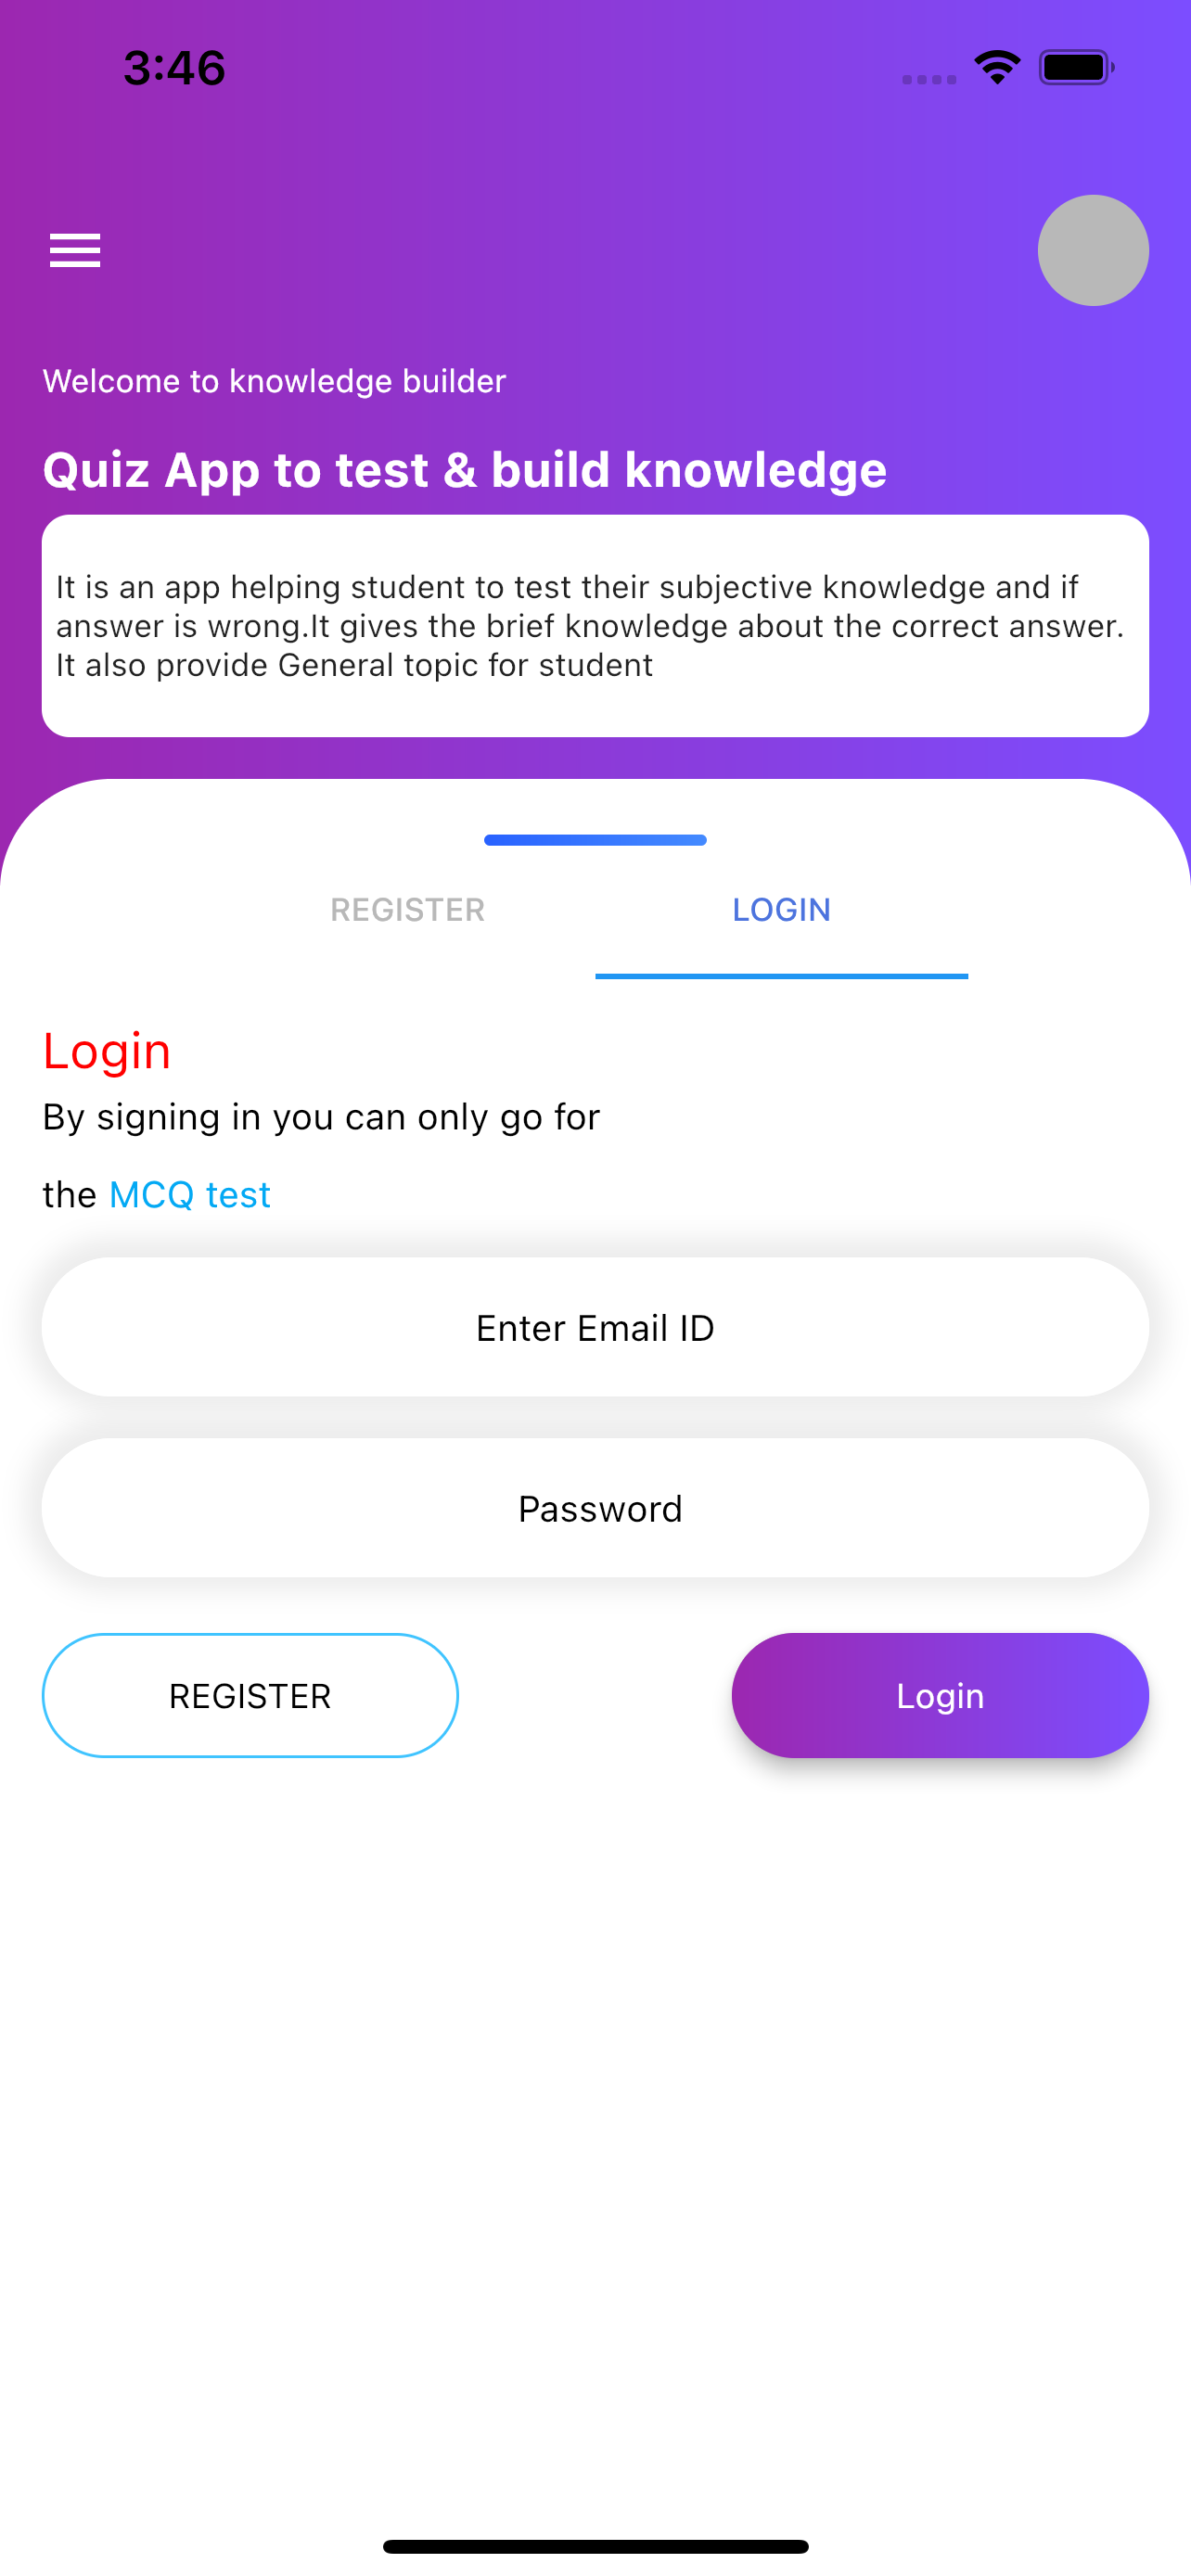 3:46
Welcome to knowledge builder
Quiz App to test & build knowledge
It is an app helping student to test their subjective knowledge and if
answer is wrong.It gives the brief knowledge about the correct answer.
It also provide General topic for student
REGISTER
LOGIN
Login
By signing in you can only go for
the MCQ test
Enter Email ID
Password
REGISTER
Login